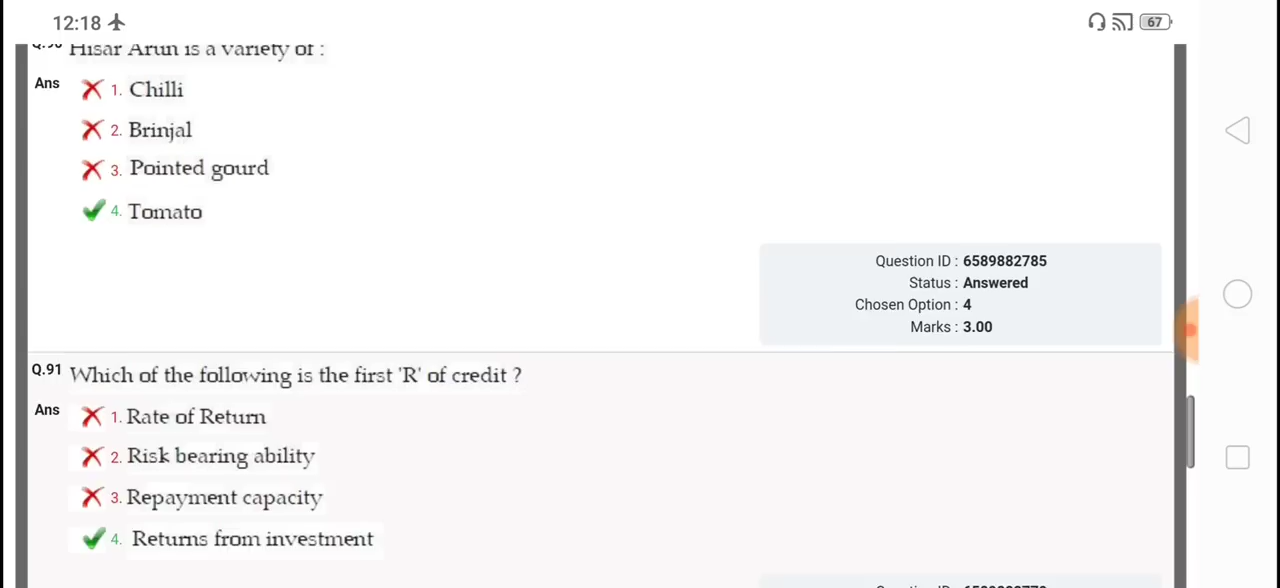 12:18
67
Q.90 Hisar Arun is a variety of :
Ans
1. Chilli
2. Brinjal
3. Pointed gourd
4. Tomato
Question ID : 6589882785
Status : Answered
Chosen Option : 4
Marks : 3.00
Q.91 Which of the following is the first 'R' of credit ?
Ans
1. Rate of Return
2. Risk bearing ability
3. Repayment capacity
4. Returns from investment